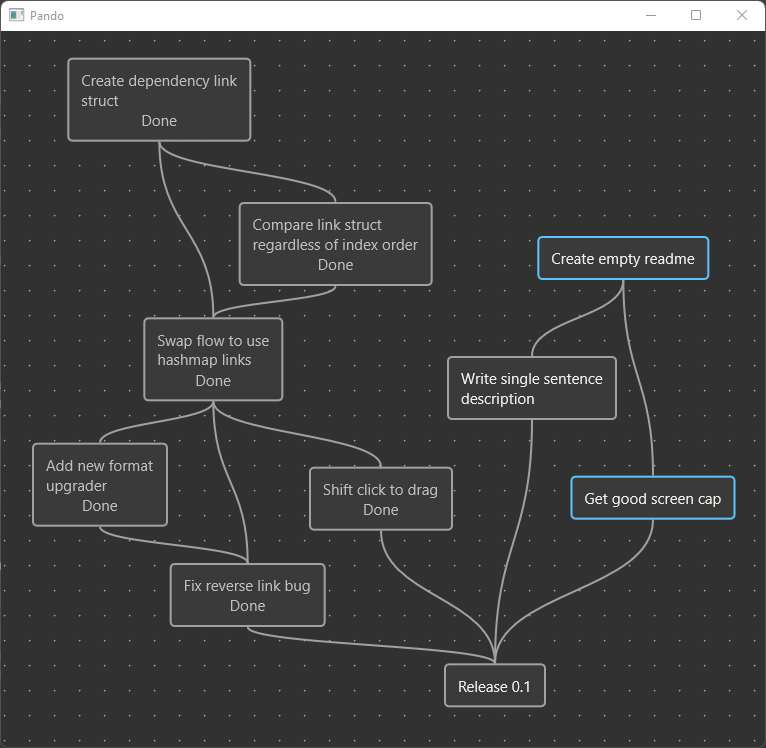 Pando
Create dependency link
struct
Done
Compare link struct
regardless of index order
Done
Create empty readme
Swap flow to use
hashmap links
Done
Write single sentence
description
Add new format
upgrader
Done
Shift click to drag
Done
Get good screen cap
Fix reverse link bug
Done
Release 0.1